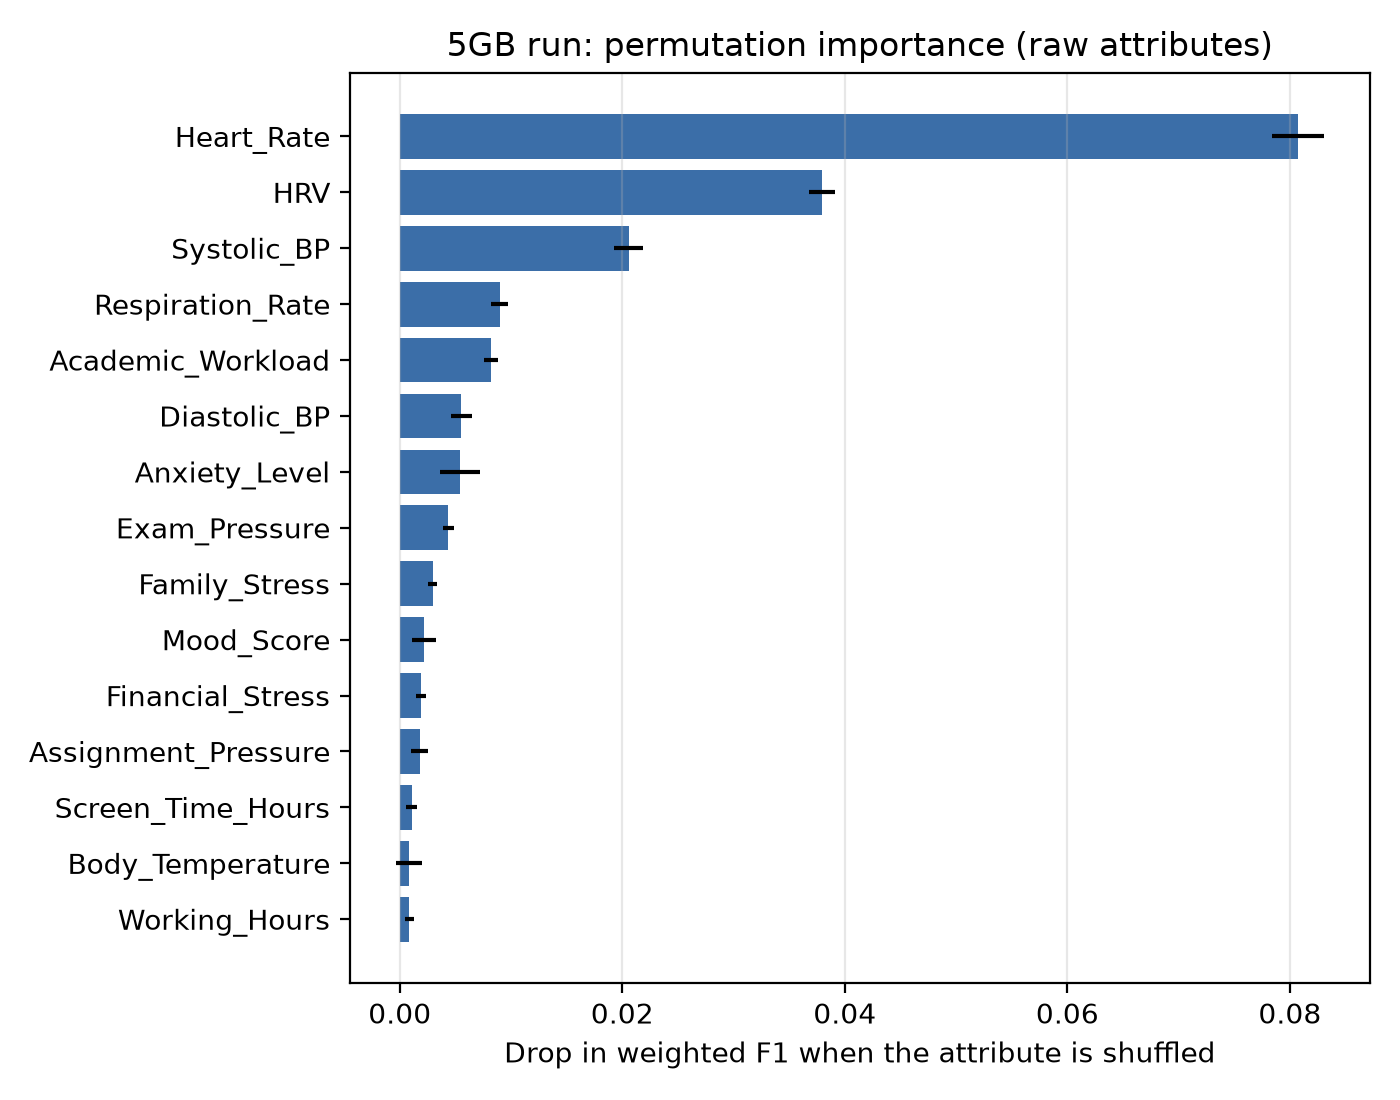 5GB run: permutation importance (raw attributes)
Heart_Rate
HRV
Systolic_BP
Respiration_Rate
Academic_Workload
Diastolic_BP
Anxiety_Level
Exam_Pressure
Family_Stress
Mood_Score
Financial_Stress
Assignment_Pressure
Screen_Time_Hours
Body_Temperature
Working_Hours
0.00 0.02 0.04 0.06 0.08
Drop in weighted F1 when the attribute is shuffled